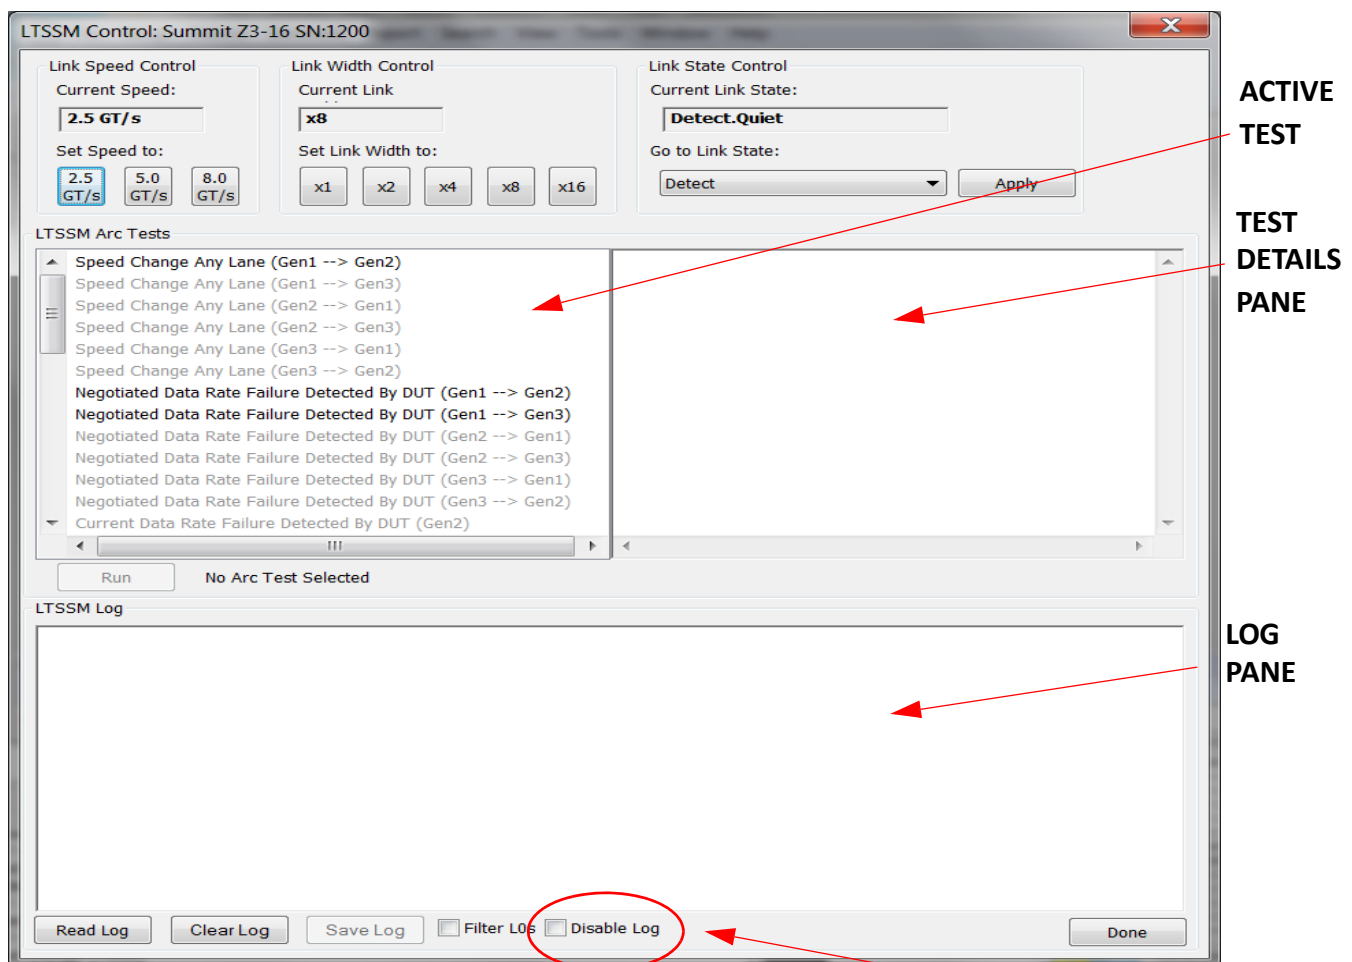 LTSSM Control: Summit Z3-16 SN:1200
Link Speed Control
Current Speed:
2.5 GT/s
Set Speed to:
2.5 GT/s
5.0 GT/s
8.0 GT/s
Link Width Control
Current Link
x8
Set Link Width to:
x1
x2
x4
x8
x16
Link State Control
Current Link State:
Detect.Quiet
Go to Link State:
Detect
Apply
ACTIVE
TEST
LTSSM Arc Tests
Speed Change Any Lane (Gen1 --> Gen2)
Speed Change Any Lane (Gen1 --> Gen3)
Speed Change Any Lane (Gen2 --> Gen1)
Speed Change Any Lane (Gen2 --> Gen3)
Speed Change Any Lane (Gen3 --> Gen1)
Speed Change Any Lane (Gen3 --> Gen2)
Negotiated Data Rate Failure Detected By DUT (Gen1 --> Gen2)
Negotiated Data Rate Failure Detected By DUT (Gen1 --> Gen3)
Negotiated Data Rate Failure Detected By DUT (Gen2 --> Gen1)
Negotiated Data Rate Failure Detected By DUT (Gen2 --> Gen3)
Negotiated Data Rate Failure Detected By DUT (Gen3 --> Gen1)
Negotiated Data Rate Failure Detected By DUT (Gen3 --> Gen2)
Current Data Rate Failure Detected By DUT (Gen2)
TEST
DETAILS
PANE
Run
No Arc Test Selected
LTSSM Log
LOG
PANE
Read Log
Clear Log
Save Log
Filter L0s
Disable Log
Done